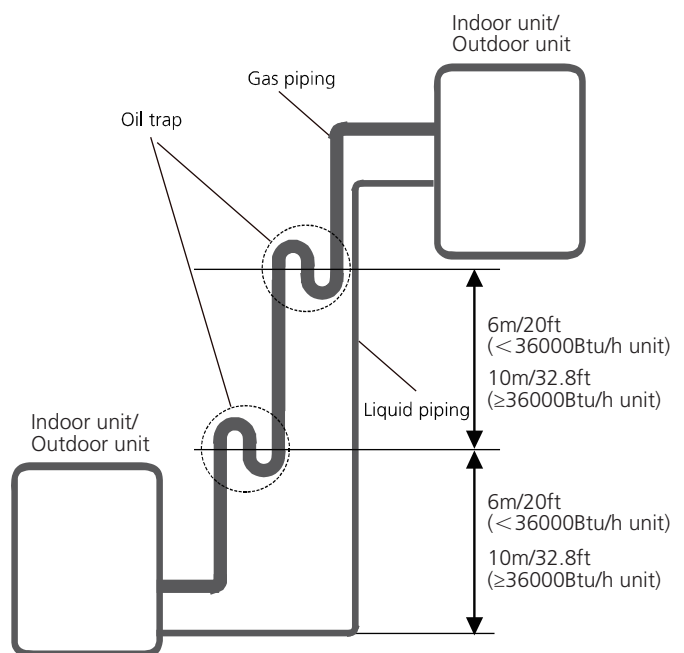 Indoor unit/
Outdoor unit
Gas piping
Oil trap
6m/20ft
(<36000Btu/h unit)
10m/32.8ft
(≥36000Btu/h unit)
Liquid piping
Indoor unit/
Outdoor unit
6m/20ft
(<36000Btu/h unit)
10m/32.8ft
(≥36000Btu/h unit)